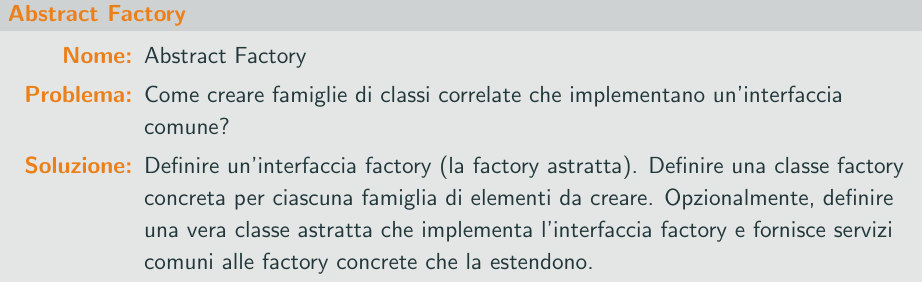 Abstract Factory
Nome: Abstract Factory
Problema: Come creare famiglie di classi correlate che implementano un'interfaccia
comune?
Soluzione: Definire un'interfaccia factory (la factory astratta). Definire una classe factory
concreta per ciascuna famiglia di elementi da creare. Opzionalmente, definire
una vera classe astratta che implementa l'interfaccia factory e fornisce servizi
comuni alle factory concrete che la estendono.